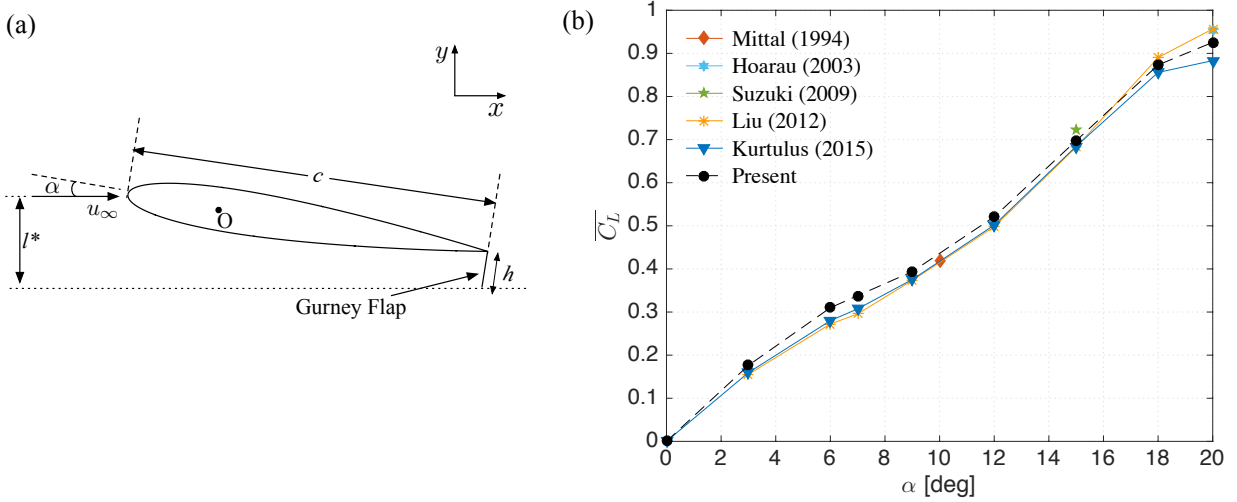 (a)
y
x
α
c
u∞
O
l*
h
Gurney Flap
(b)
1
0.9
0.8
0.7
0.6
0.5
0.4
0.3
0.2
0.1
0
C_L
Mittal (1994)
Hoarau (2003)
Suzuki (2009)
Liu (2012)
Kurtulus (2015)
Present
0 2 4 6 8 10 12 14 16 18 20
α [deg]